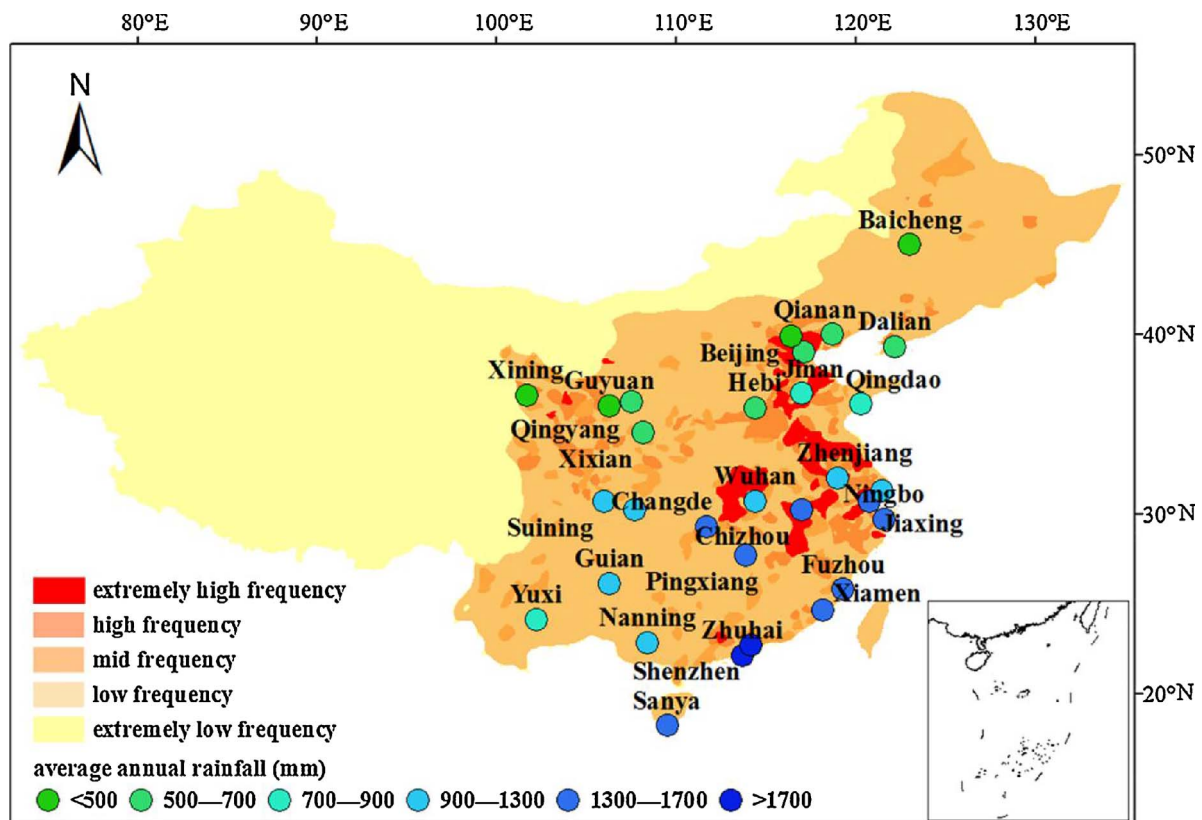 80°E 90°E 100°E 110°E 120°E 130°E
N
50°N
Baicheng
Qianan
Dalian
40°N
Beijing
Jinan
Xining
Guyuan
Hebi
Qingdao
Qingyang
Xixian
Zhenjiang
Wuhan
Changde
Ningbo
30°N
Suining
Chizhou
Jiaxing
Guian
Pingxiang
Fuzhou
Yuxi
Xiamen
Nanning
Zhuhai
Shenzhen
Sanya
20°N
extremely high frequency
high frequency
mid frequency
low frequency
extremely low frequency
average annual rainfall (mm)
<500 500—700 700—900 900—1300 1300—1700 >1700